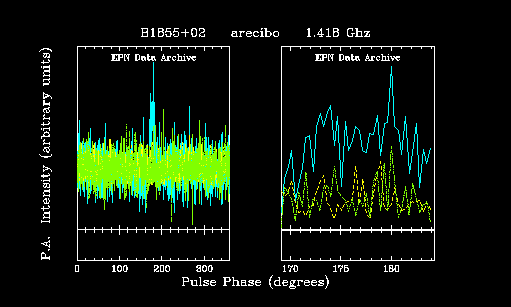 B1855+02 arecibo 1.418 Ghz
EPN Data Archive EPN Data Archive
P.A. Intensity (arbitrary units)
0 100 200 300 170 175 180
Pulse Phase (degrees)